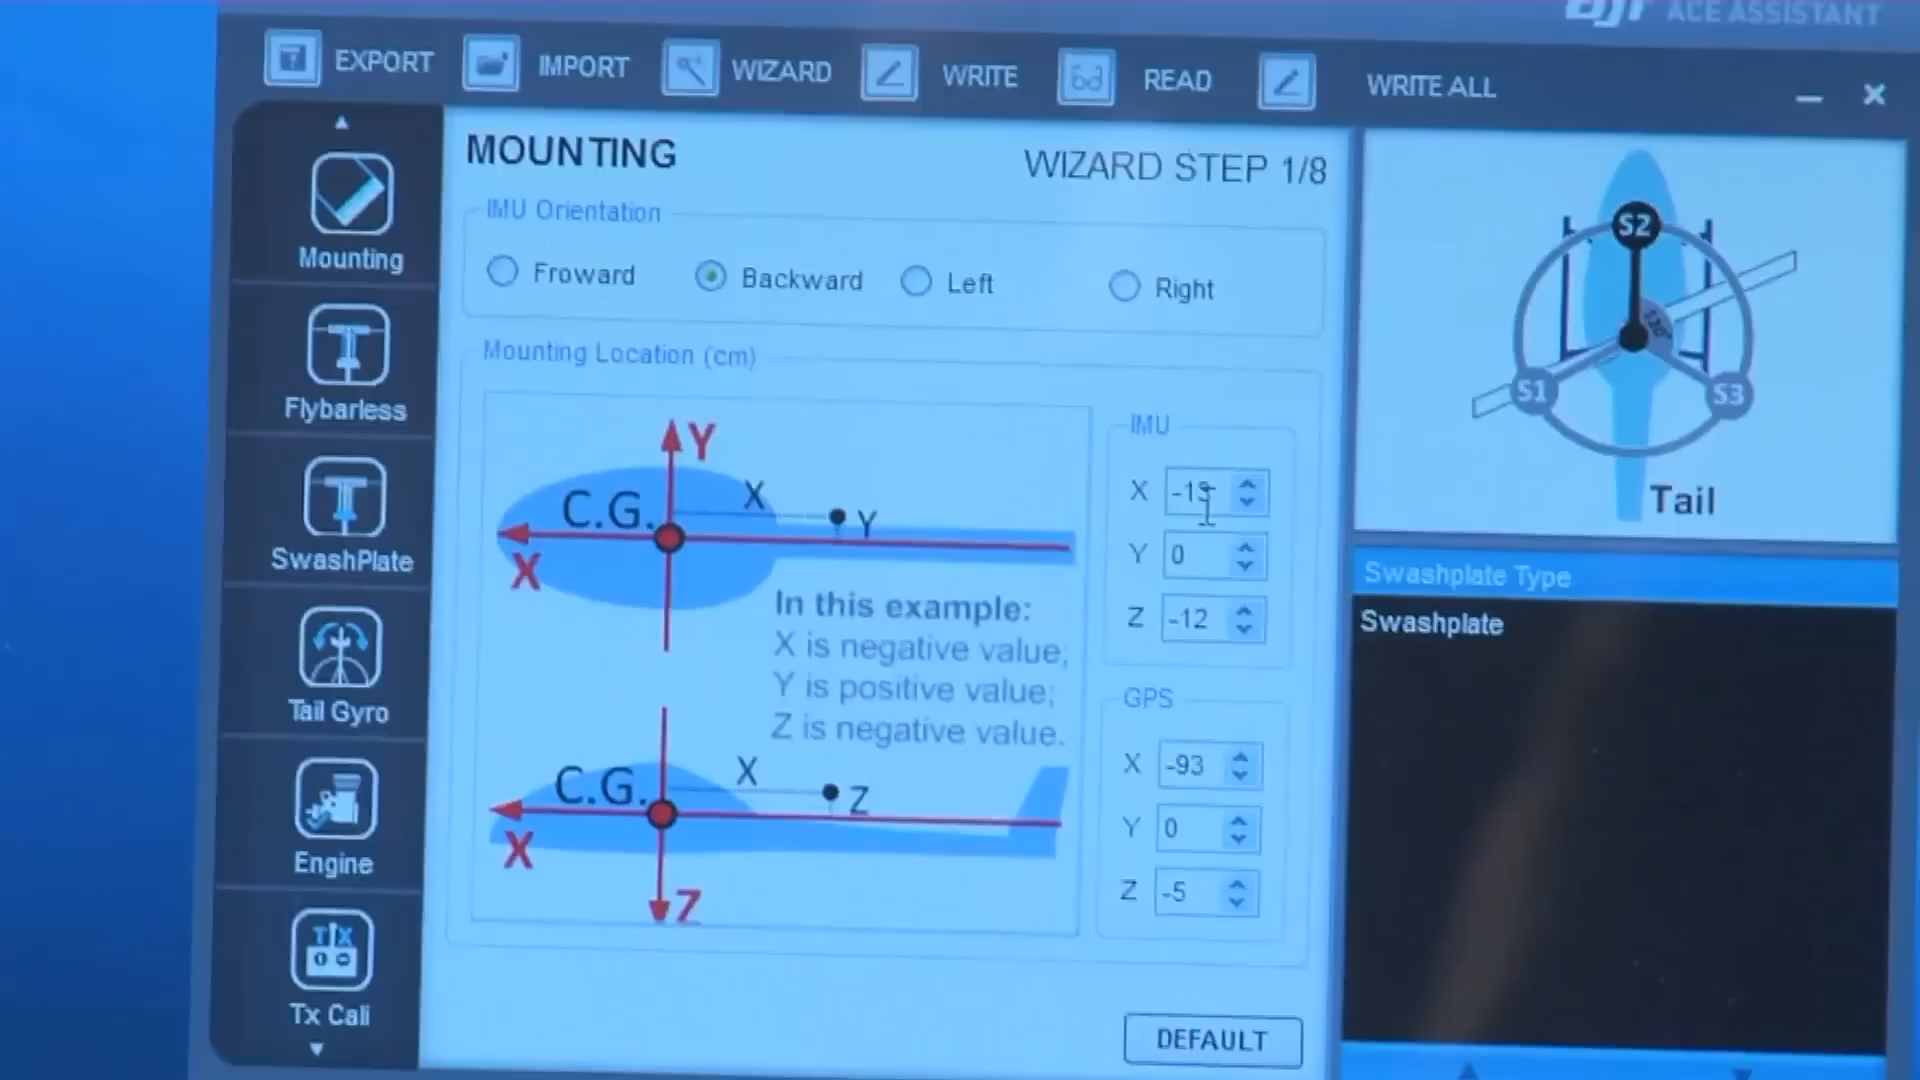 ACE ASSISTANT
EXPORT IMPORT WIZARD WRITE READ WRITE ALL
MOUNTING
WIZARD STEP 1/8
IMU Orientation
Froward Backward Left Right
Mounting Location (cm)
Mounting
Flybarless
SwashPlate
Tail Gyro
Engine
Tx Cali
TX
Y
C.G.
X
Y
X
In this example:
X is negative value;
Y is positive value;
Z is negative value.
C.G.
X
Z
X
Z
IMU
X
Y 0
Z -12
GPS
X -93
Y 0
Z -5
DEFAULT
S2
120°
S1
S3
Tail
Swashplate Type
Swashplate